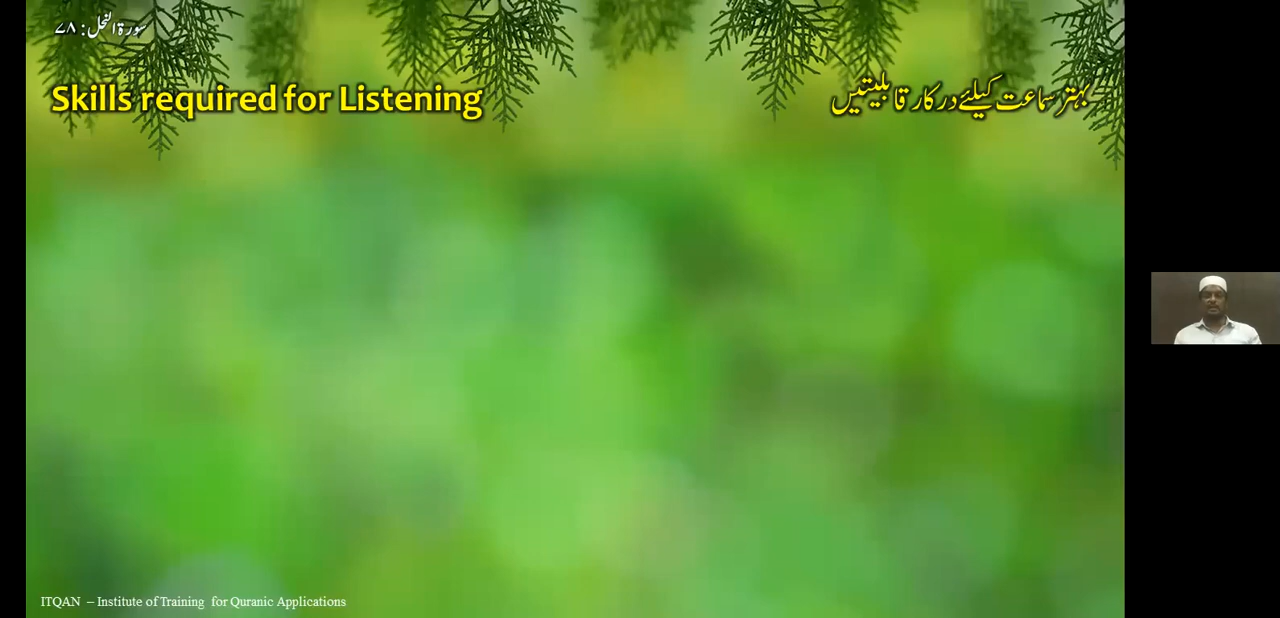 سورۃ النحل: ۷۸
Skills required for Listening
بہتر سماعت کیلئے درکار قابلیتیں
ITQAN – Institute of Training for Quranic Applications